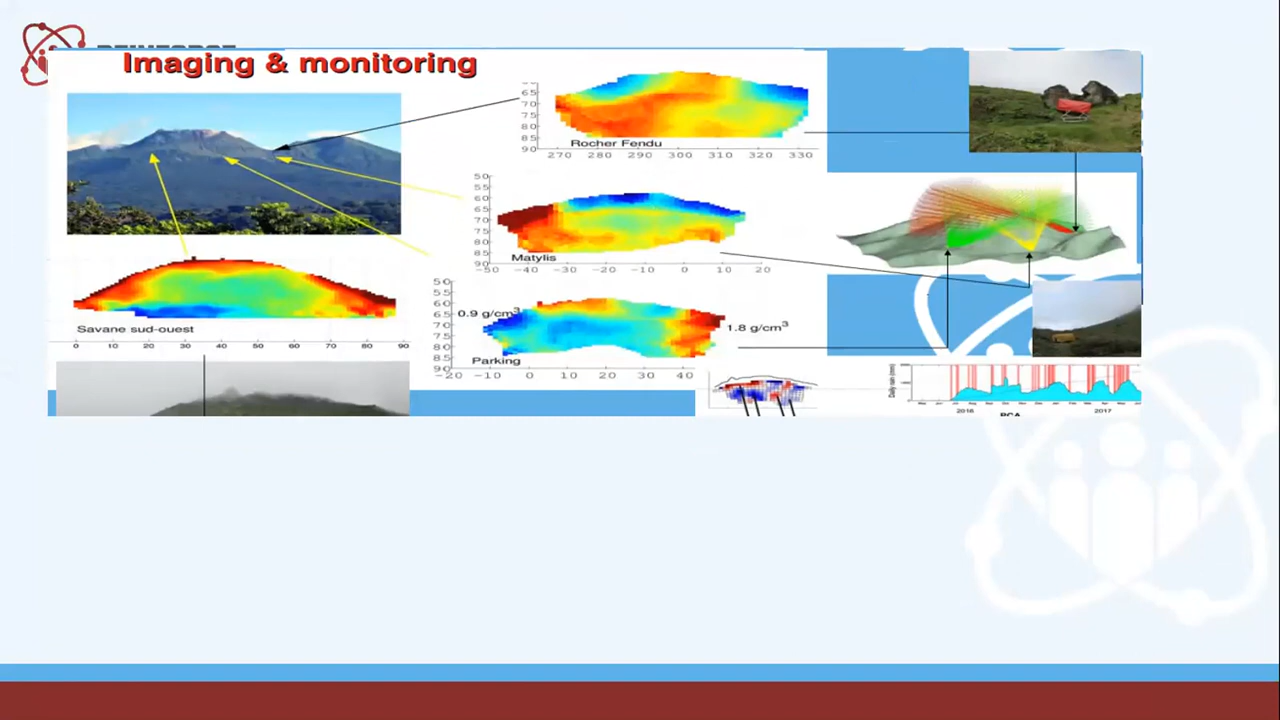 Imaging & monitoring
65
70
75
80
85
90
Rocher Fendu
270 280 290 300 310 320 330
50
55
60
65
70
75
80
85
90
Matylis
-50 -40 -30 -20 -10 0 10 20
Savane sud-ouest
0 10 20 30 40 50 60 70 80 90
50
55
60
65
70
75
80
85
90
0.9 g/cm³
1.8 g/cm³
Parking
-20 -10 0 10 20 30 40
Daily rain (mm)
2016 2017